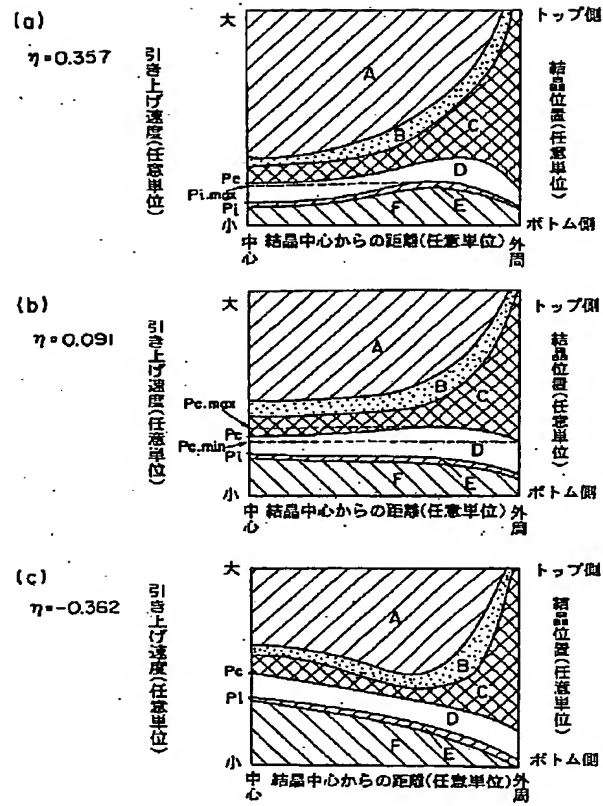 (a)
η=0.357
引き上げ速度(任意単位)
大
Pc
Pi.max
Pi
小
A
B
C
D
E
F
トップ側
結晶位置(任意単位)
ボトム側
中心
結晶中心からの距離(任意単位)
外周
(b)
η=0.091
引き上げ速度(任意単位)
大
Pc.max
Pc
Pc.min
Pi
小
A
B
C
D
E
F
トップ側
結晶位置(任意単位)
ボトム側
中心
結晶中心からの距離(任意単位)
外周
(c)
η=-0.362
引き上げ速度(任意単位)
大
Pc
Pi
小
A
B
C
D
E
F
トップ側
結晶位置(任意単位)
ボトム側
中心
結晶中心からの距離(任意単位)
外周